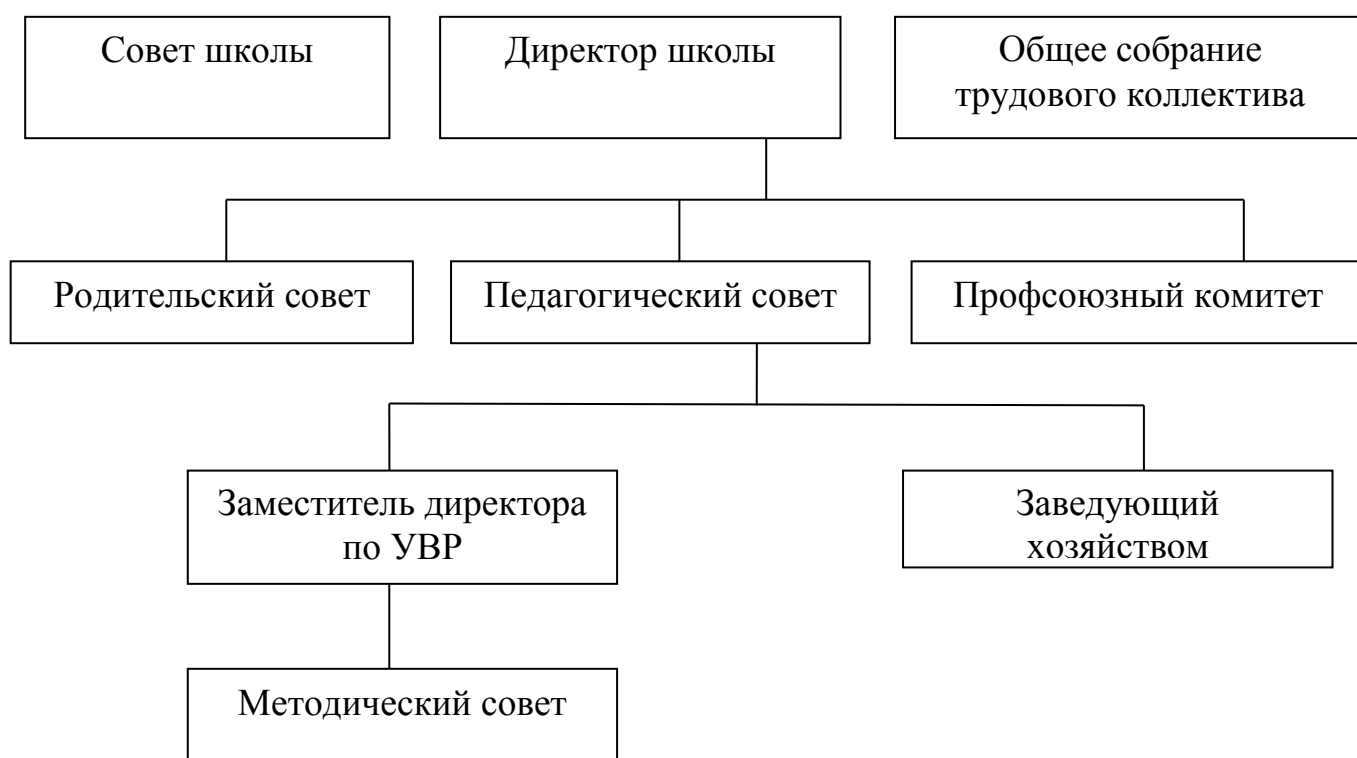 Совет школы
Директор школы
Общее собрание
трудового коллектива
Родительский совет
Педагогический совет
Профсоюзный комитет
Заместитель директора
по УВР
Заведующий
хозяйством
Методический совет